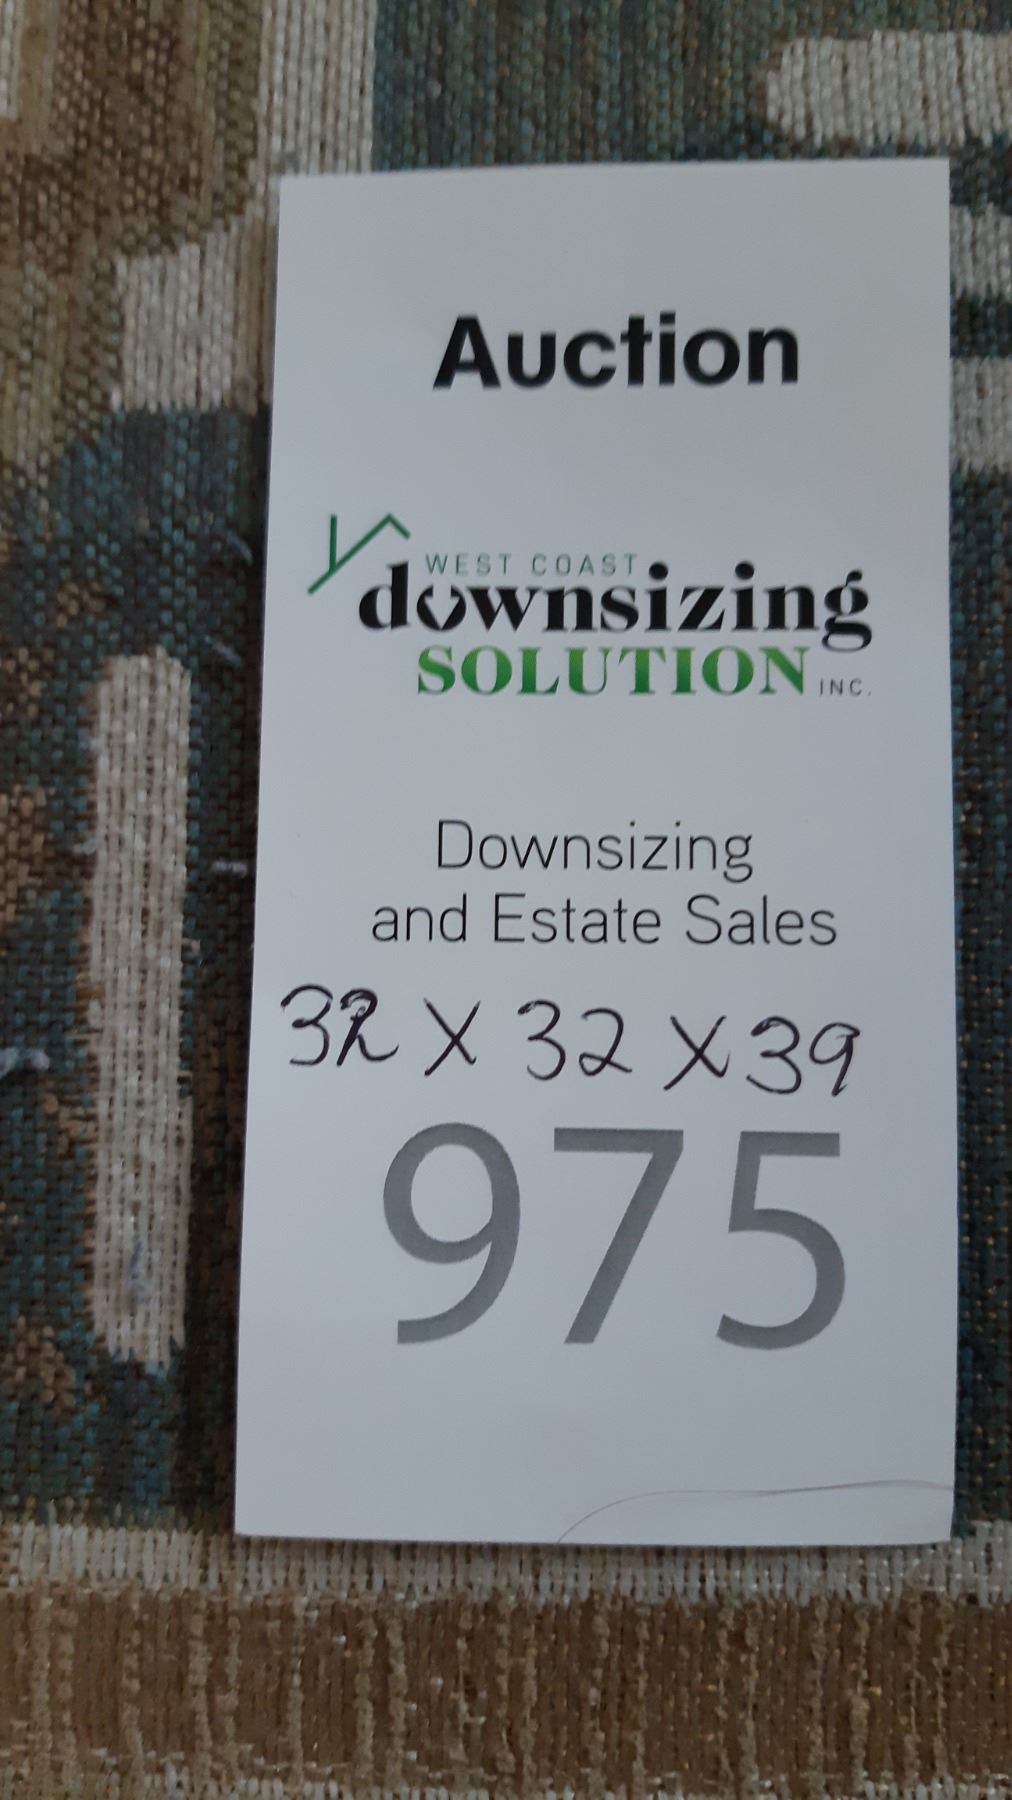 Auction
WEST COAST
downsizing
SOLUTION INC.
Downsizing
and Estate Sales
32 X 32 X 39
975